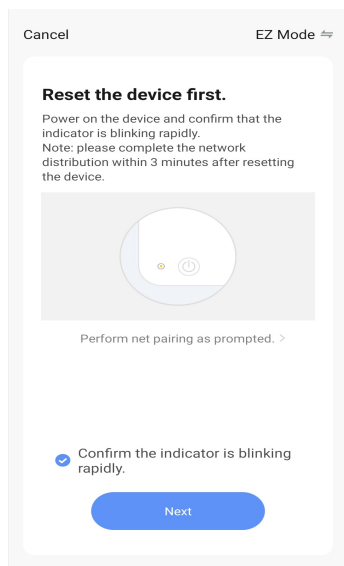 Cancel
EZ Mode
Reset the device first.
Power on the device and confirm that the
indicator is blinking rapidly.
Note: please complete the network
distribution within 3 minutes after resetting
the device.
Perform net pairing as prompted. >
Confirm the indicator is blinking
rapidly.
Next